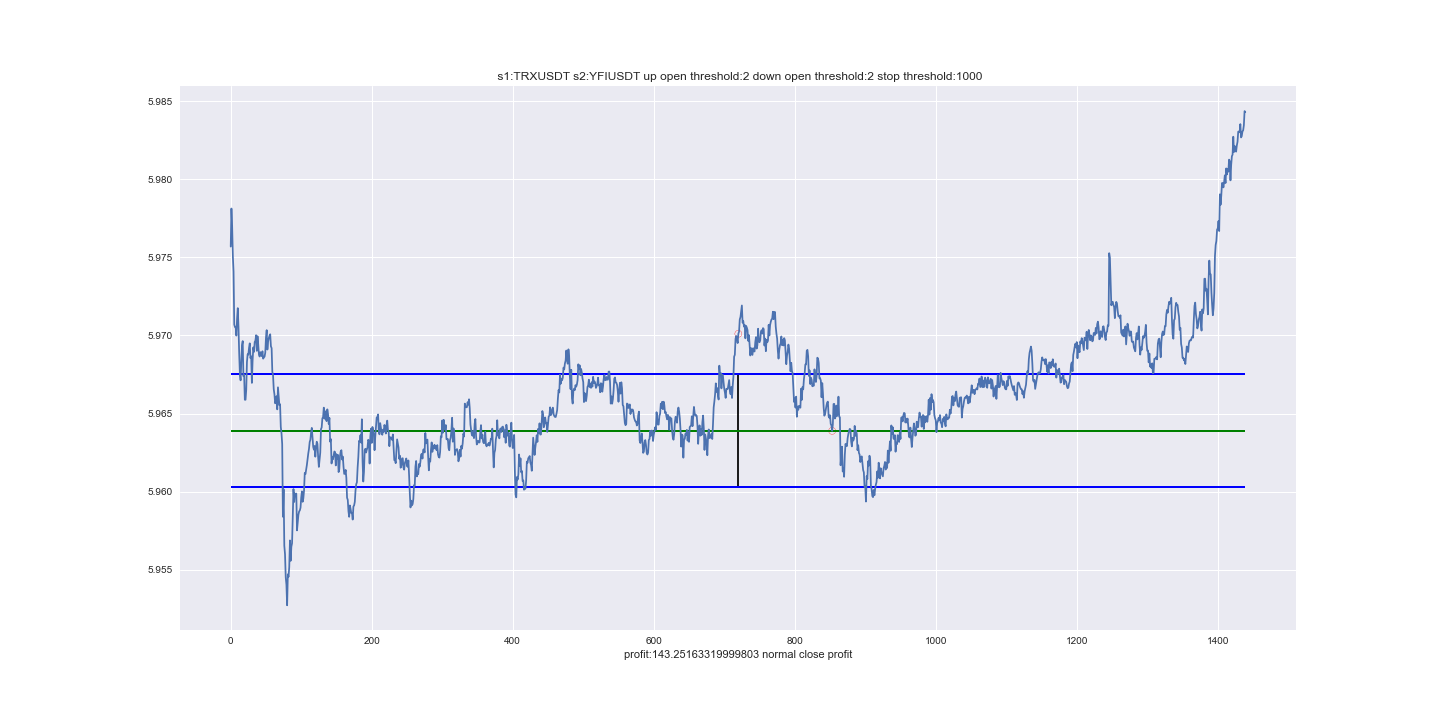 s1:TRXUSDT s2:YFIUSDT up open threshold:2 down open threshold:2 stop threshold:1000
5.985
5.980
5.975
5.970
5.965
5.960
5.955
0 200 400 600 800 1000 1200 1400
profit:143.25163319999803 normal close profit